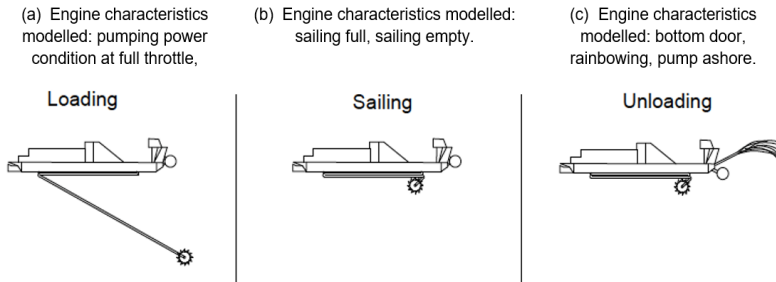 (a) Engine characteristics
modelled: pumping power
condition at full throttle,
(b) Engine characteristics modelled:
sailing full, sailing empty.
(c) Engine characteristics
modelled: bottom door,
rainbowing, pump ashore.
Loading
Sailing
Unloading